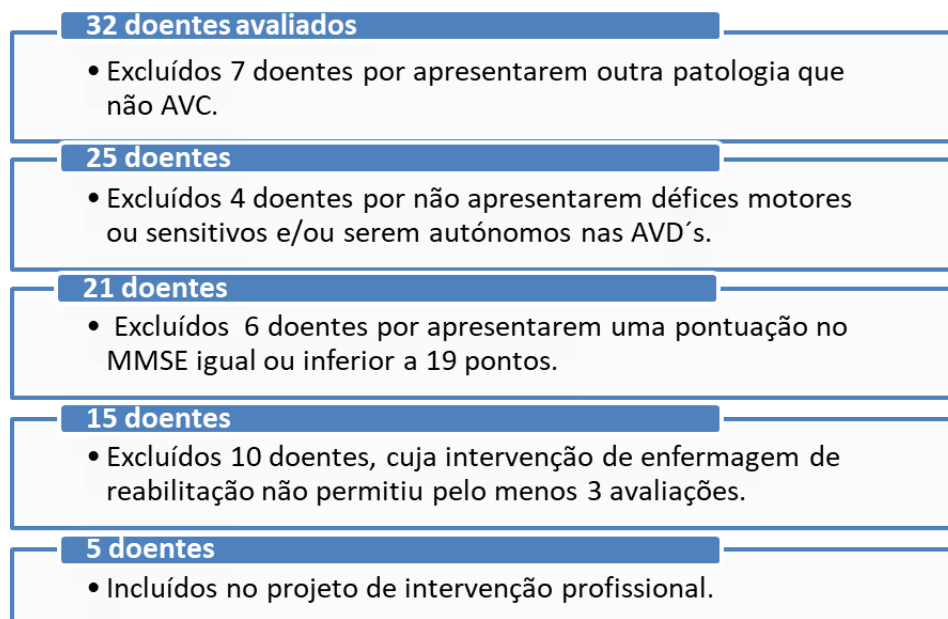 32 doentes avaliados
• Excluídos 7 doentes por apresentarem outra patologia que
não AVC.
25 doentes
• Excluídos 4 doentes por não apresentarem défices motores
ou sensitivos e/ou serem autónomos nas AVD´s.
21 doentes
• Excluídos 6 doentes por apresentarem uma pontuação no
MMSE igual ou inferior a 19 pontos.
15 doentes
• Excluídos 10 doentes, cuja intervenção de enfermagem de
reabilitação não permitiu pelo menos 3 avaliações.
5 doentes
• Incluídos no projeto de intervenção profissional.